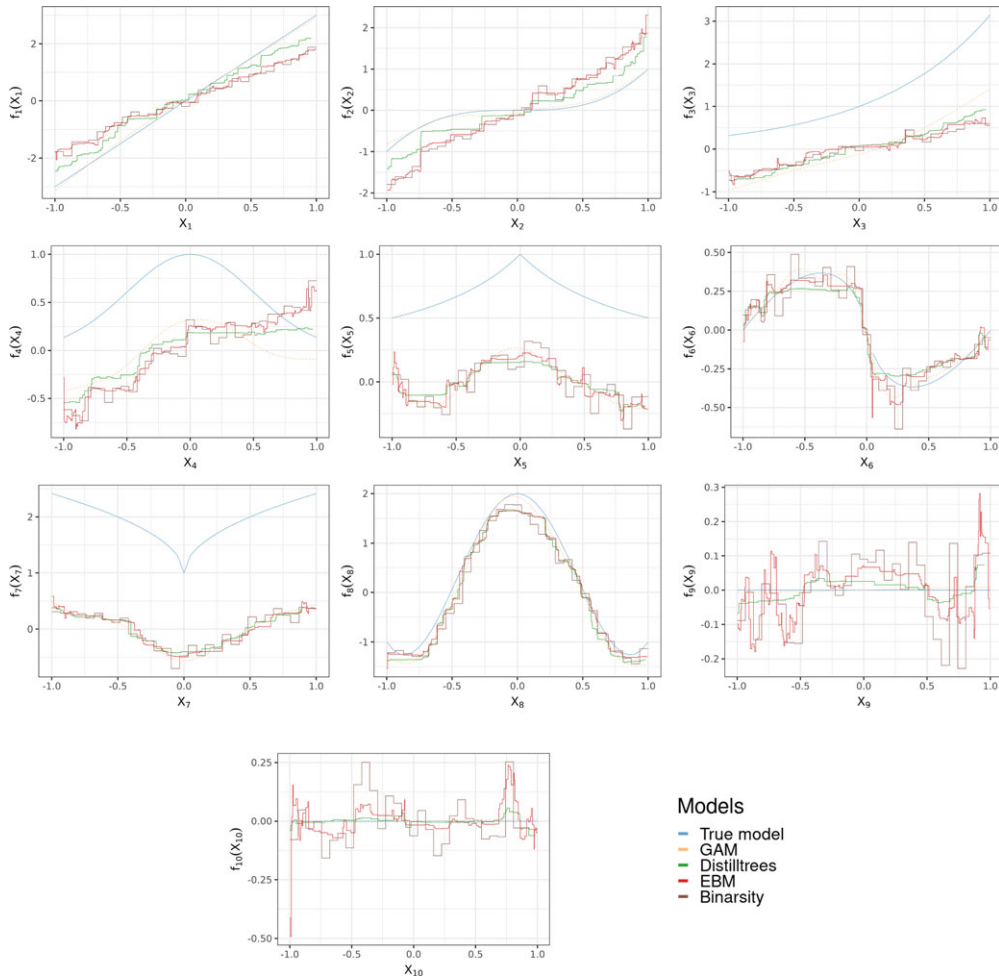 f1(X1)
2
0
-2
-1.0 -0.5 0.0 0.5 1.0
X1
f2(X2)
2
1
0
-1
-2
-1.0 -0.5 0.0 0.5 1.0
X2
f3(X3)
3
2
1
0
-1
-1.0 -0.5 0.0 0.5 1.0
X3
f4(X4)
1.0
0.5
0.0
-0.5
-1.0 -0.5 0.0 0.5 1.0
X4
f5(X5)
1.0
0.5
0.0
-1.0 -0.5 0.0 0.5 1.0
X5
f6(X6)
0.50
0.25
0.00
-0.25
-1.0 -0.5 0.0 0.5 1.0
X6
f7(X7)
2
1
0
-1.0 -0.5 0.0 0.5 1.0
X7
f8(X8)
2
1
0
-1
-1.0 -0.5 0.0 0.5 1.0
X8
f9(X9)
0.3
0.2
0.1
0.0
-0.1
-0.2
-1.0 -0.5 0.0 0.5 1.0
X9
f10(X10)
0.25
0.00
-0.25
-0.50
-1.0 -0.5 0.0 0.5 1.0
X10
Models
True model
GAM
Distilltrees
EBM
Binarsity